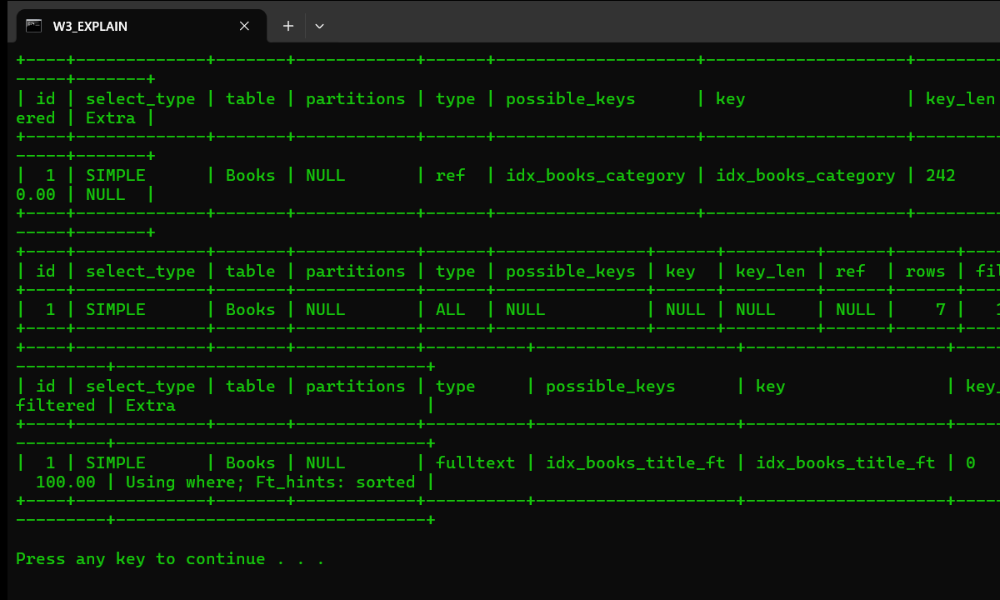 W3_EXPLAIN
+----+-------------+-------+------------+------+--------------------+--------------------+--------
-----+-------+
| id | select_type | table | partitions | type | possible_keys      | key                | key_len
ered | Extra |
+----+-------------+-------+------------+------+--------------------+--------------------+--------
-----+-------+
|  1 | SIMPLE      | Books | NULL       | ref  | idx_books_category | idx_books_category | 242
0.00 | NULL  |
+----+-------------+-------+------------+------+--------------------+--------------------+--------
-----+-------+
+----+-------------+-------+------------+------+---------------+------+---------+------+------+----
| id | select_type | table | partitions | type | possible_keys | key  | key_len | ref  | rows | fil
+----+-------------+-------+------------+------+---------------+------+---------+------+------+----
|  1 | SIMPLE      | Books | NULL       | ALL  | NULL          | NULL | NULL    | NULL |    7 |   1
+----+-------------+-------+------------+------+---------------+------+---------+------+------+----
+----+-------------+-------+------------+----------+--------------------+--------------------+-----
---------+-------------------------------+
| id | select_type | table | partitions | type     | possible_keys      | key                | key_
filtered | Extra                         |
+----+-------------+-------+------------+----------+--------------------+--------------------+-----
---------+-------------------------------+
|  1 | SIMPLE      | Books | NULL       | fulltext | idx_books_title_ft | idx_books_title_ft | 0
  100.00 | Using where; Ft_hints: sorted |
+----+-------------+-------+------------+----------+--------------------+--------------------+-----
---------+-------------------------------+
Press any key to continue . . .